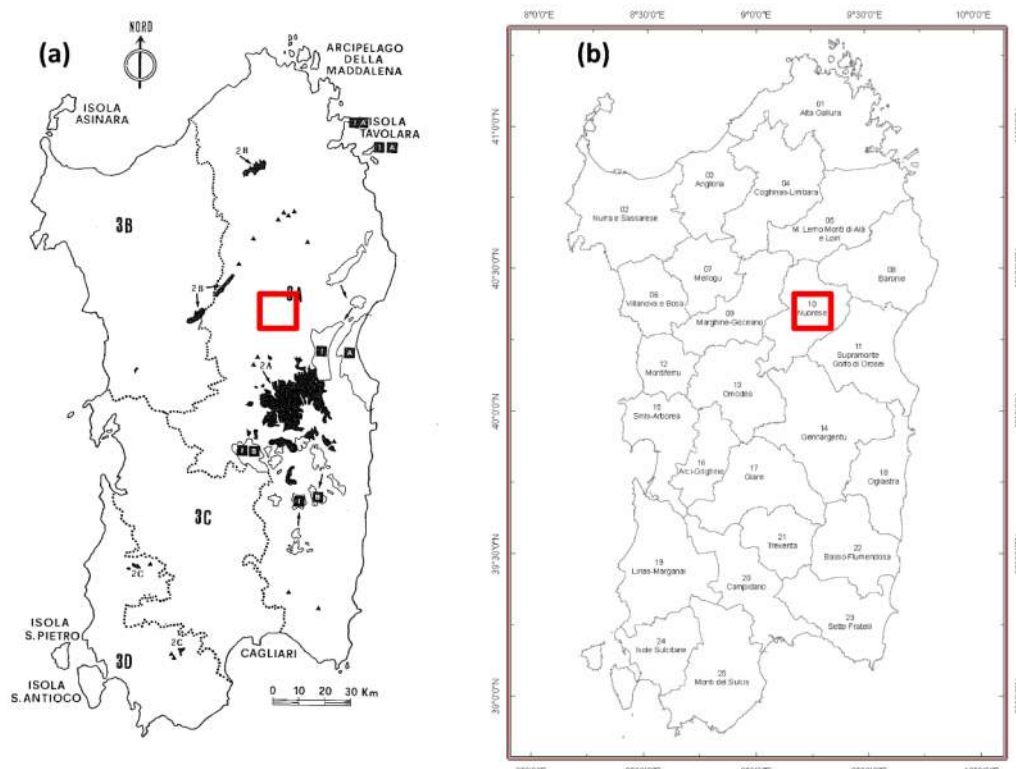 (a)
NORD
ARCIPELAGO
DELLA
MADDALENA
ISOLA
ASINARA
I A
ISOLA
TAVOLARA
I A
2B
3B
2B
3A
I
A
2A
I B
3C
I
B
2C
ISOLA
S.PIETRO
2C
3D
CAGLIARI
ISOLA
S.ANTIOCO
0 10 20 30 Km
(b)
8°0'0"E
8°30'0"E
9°0'0"E
9°30'0"E
10°0'0"E
41°0'0"N
40°30'0"N
40°0'0"N
39°30'0"N
39°0'0"N
01
Alta Gallura
02
Nurra e Sassarese
03
Anglona
04
Coghinas-Limbara
05
M. Lerno Monti di Alà
e Loiri
06
Villanova e Bosa
07
Meilogu
08
Baronie
09
Marghine-Goceano
10
Nuorese
11
Supramonte
Golfo di Orosei
12
Montiferru
13
Omodeo
14
Gennargentu
15
Sinis-Arborea
16
Arci-Grighine
17
Giare
18
Ogliastra
19
Linas-Marganai
20
Campidano
21
Trexenta
22
Basso Flumendosa
23
Sette Fratelli
24
Isole Sulcitane
25
Monti del Sulcis